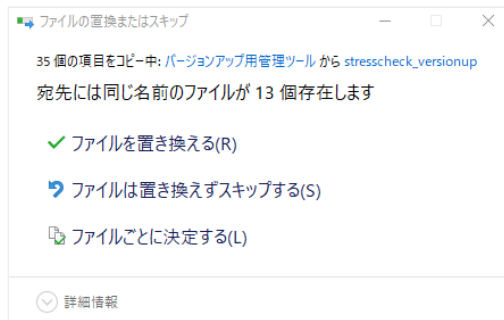 ファイルの置換またはスキップ
35 個の項目をコピー中: バージョンアップ用管理ツール から stresscheck_versionup
宛先には同じ名前のファイルが 13 個存在します
ファイルを置き換える(R)
ファイルは置き換えずスキップする(S)
ファイルごとに決定する(L)
詳細情報